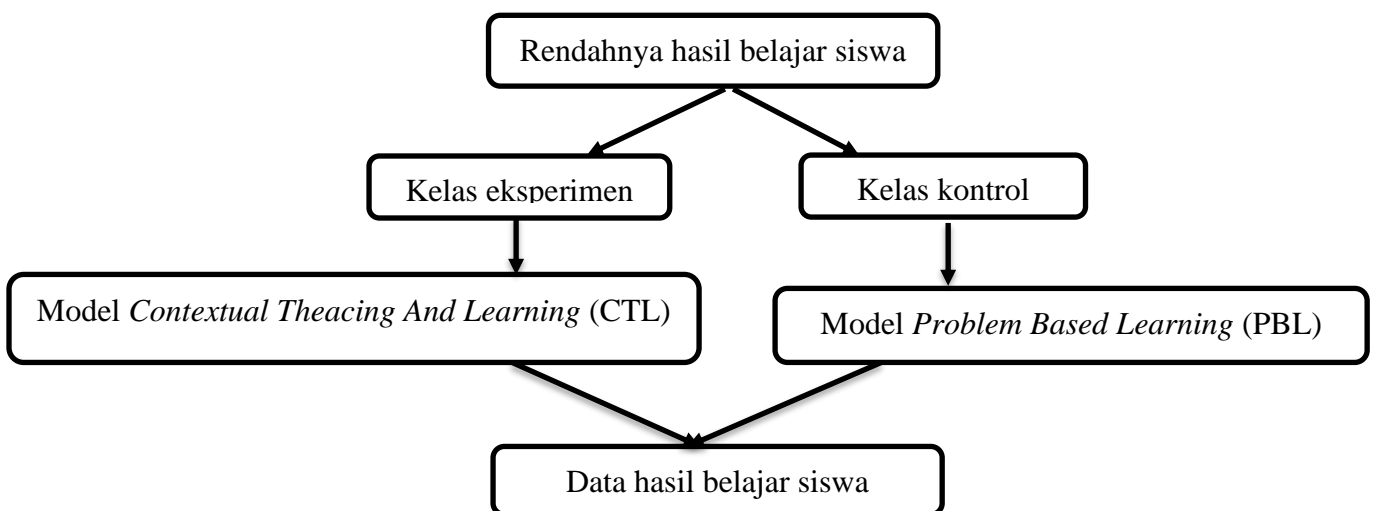 Rendahnya hasil belajar siswa
Kelas eksperimen
Kelas kontrol
Model Contextual Theacing And Learning (CTL)
Model Problem Based Learning (PBL)
Data hasil belajar siswa